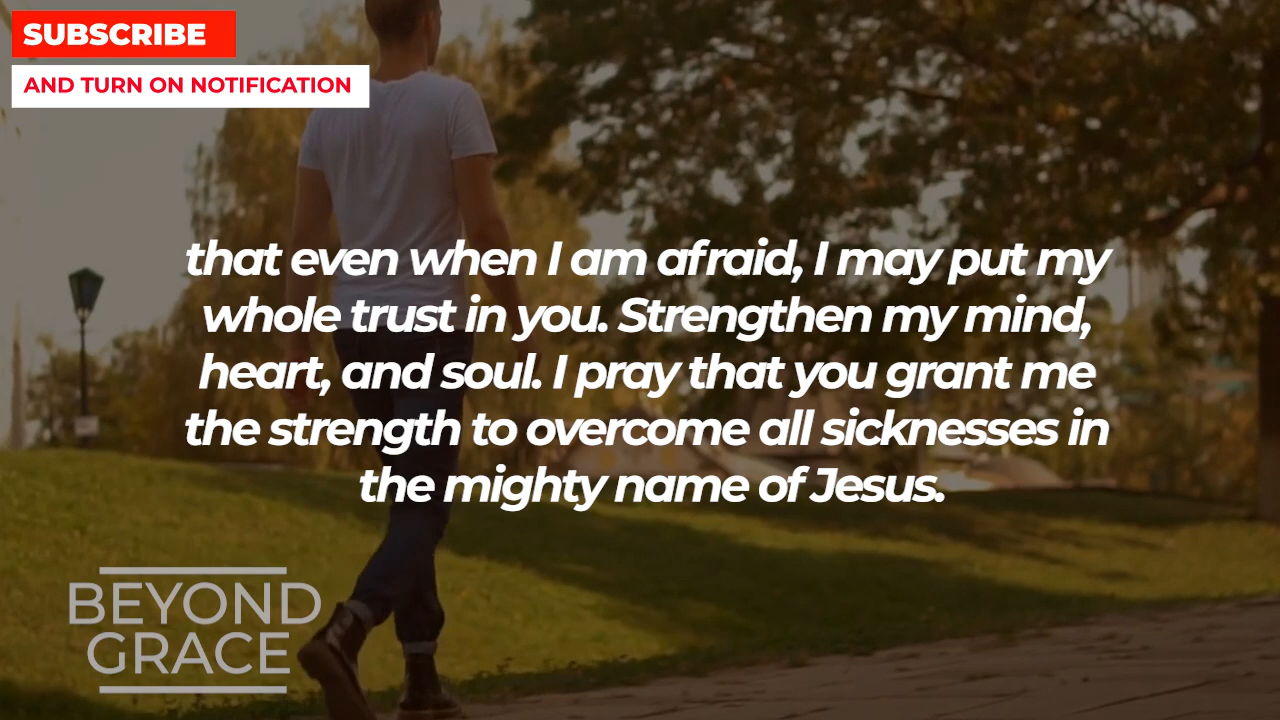 SUBSCRIBE
AND TURN ON NOTIFICATION
that even when I am afraid, I may put my
whole trust in you. Strengthen my mind,
heart, and soul. I pray that you grant me
the strength to overcome all sicknesses in
the mighty name of Jesus.
BEYOND
GRACE